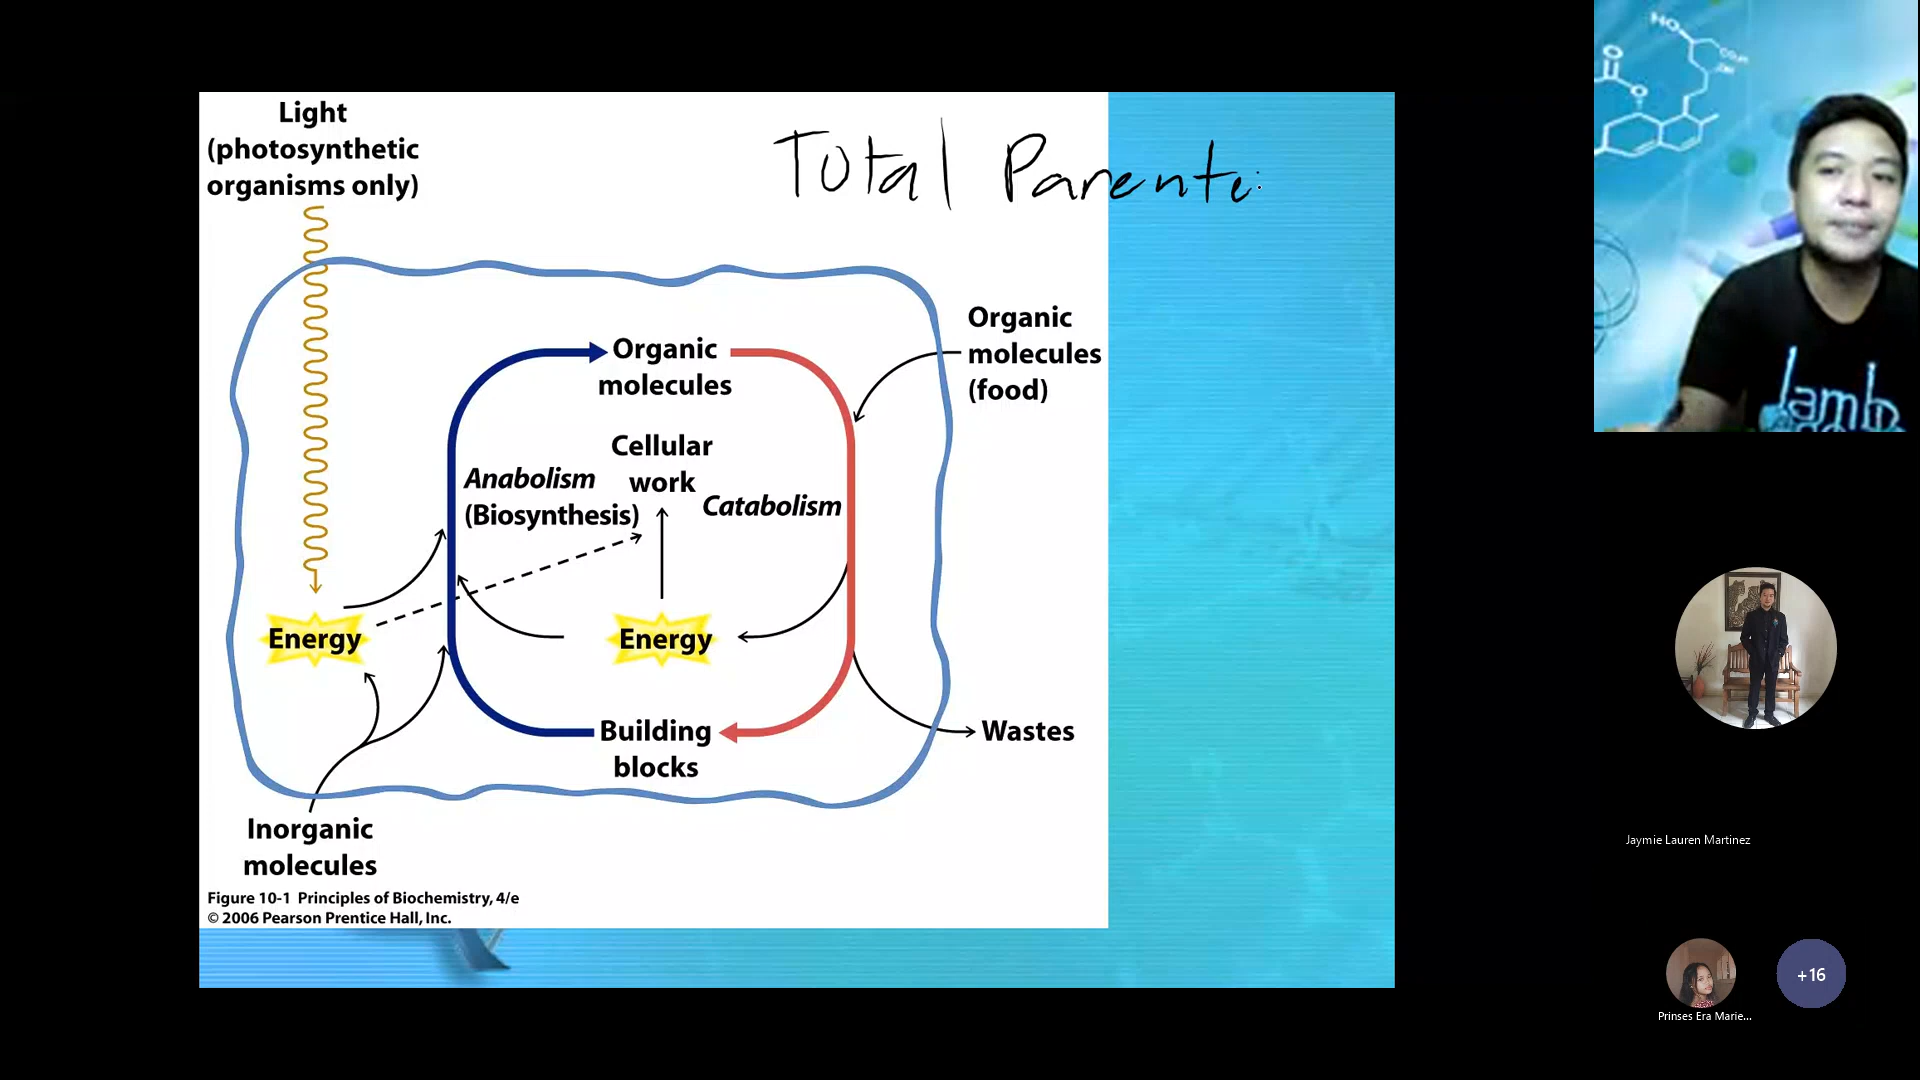 Light
(photosynthetic
organisms only)
Total Parente
Organic
molecules
(food)
Organic
molecules
Cellular
work
Anabolism
(Biosynthesis)
Catabolism
Energy
Energy
Building
blocks
Wastes
Inorganic
molecules
Figure 10-1 Principles of Biochemistry, 4/e
© 2006 Pearson Prentice Hall, Inc.
HO
O
O
lamb
Jaymie Lauren Martinez
Prinses Era Marie...
+16